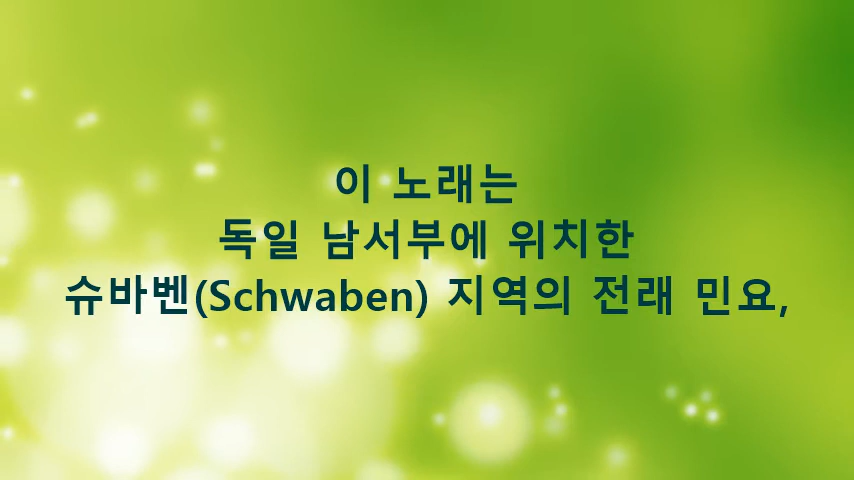 이 노래는
독일 남서부에 위치한
슈바벤(Schwaben) 지역의 전래 민요,